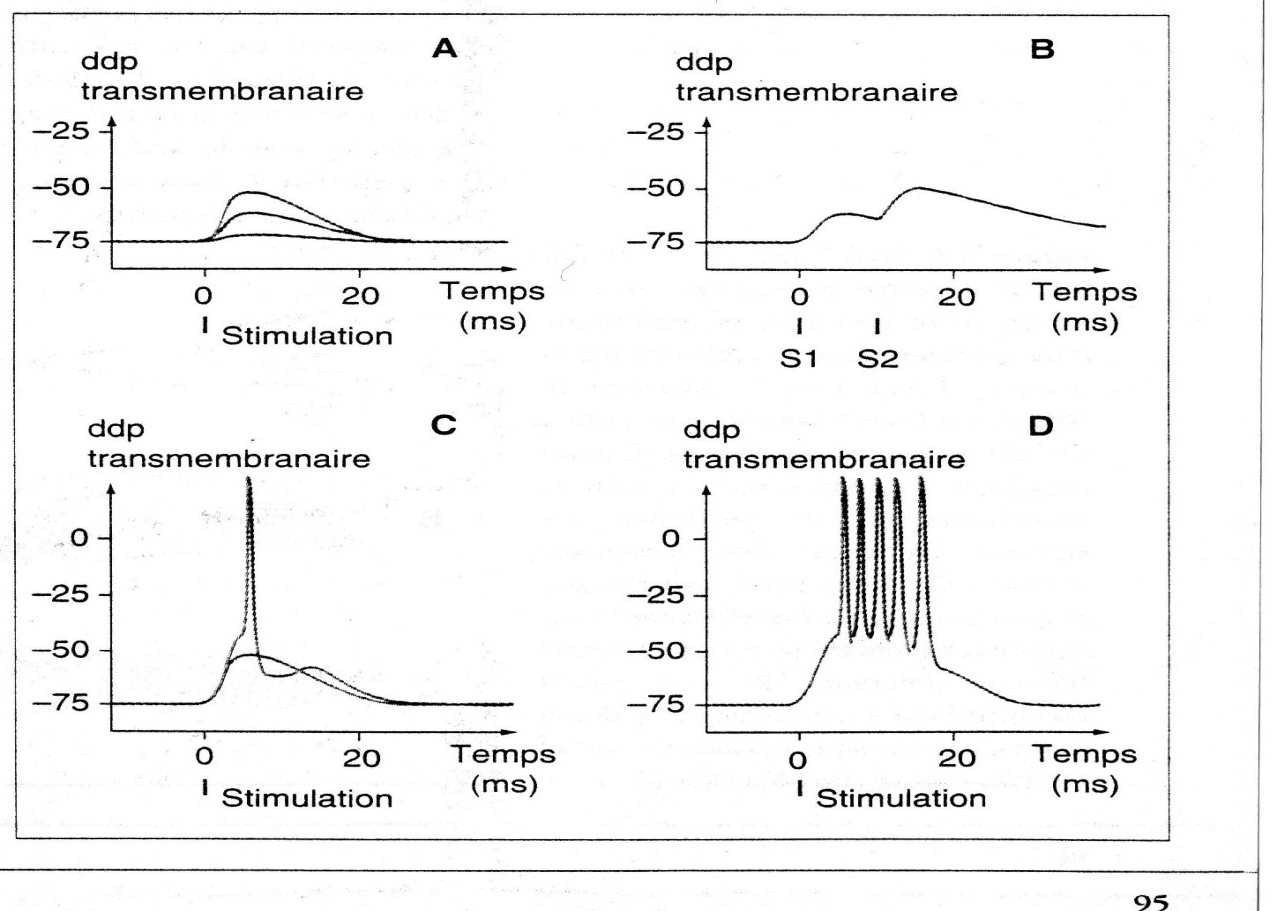 A
ddp
transmembranaire
–25
–50
–75
0
20
Temps
(ms)
Stimulation
B
ddp
transmembranaire
–25
–50
–75
0
20
Temps
(ms)
S1
S2
C
ddp
transmembranaire
0
–25
–50
–75
0
20
Temps
(ms)
Stimulation
D
ddp
transmembranaire
0
–25
–50
–75
0
20
Temps
(ms)
Stimulation
95